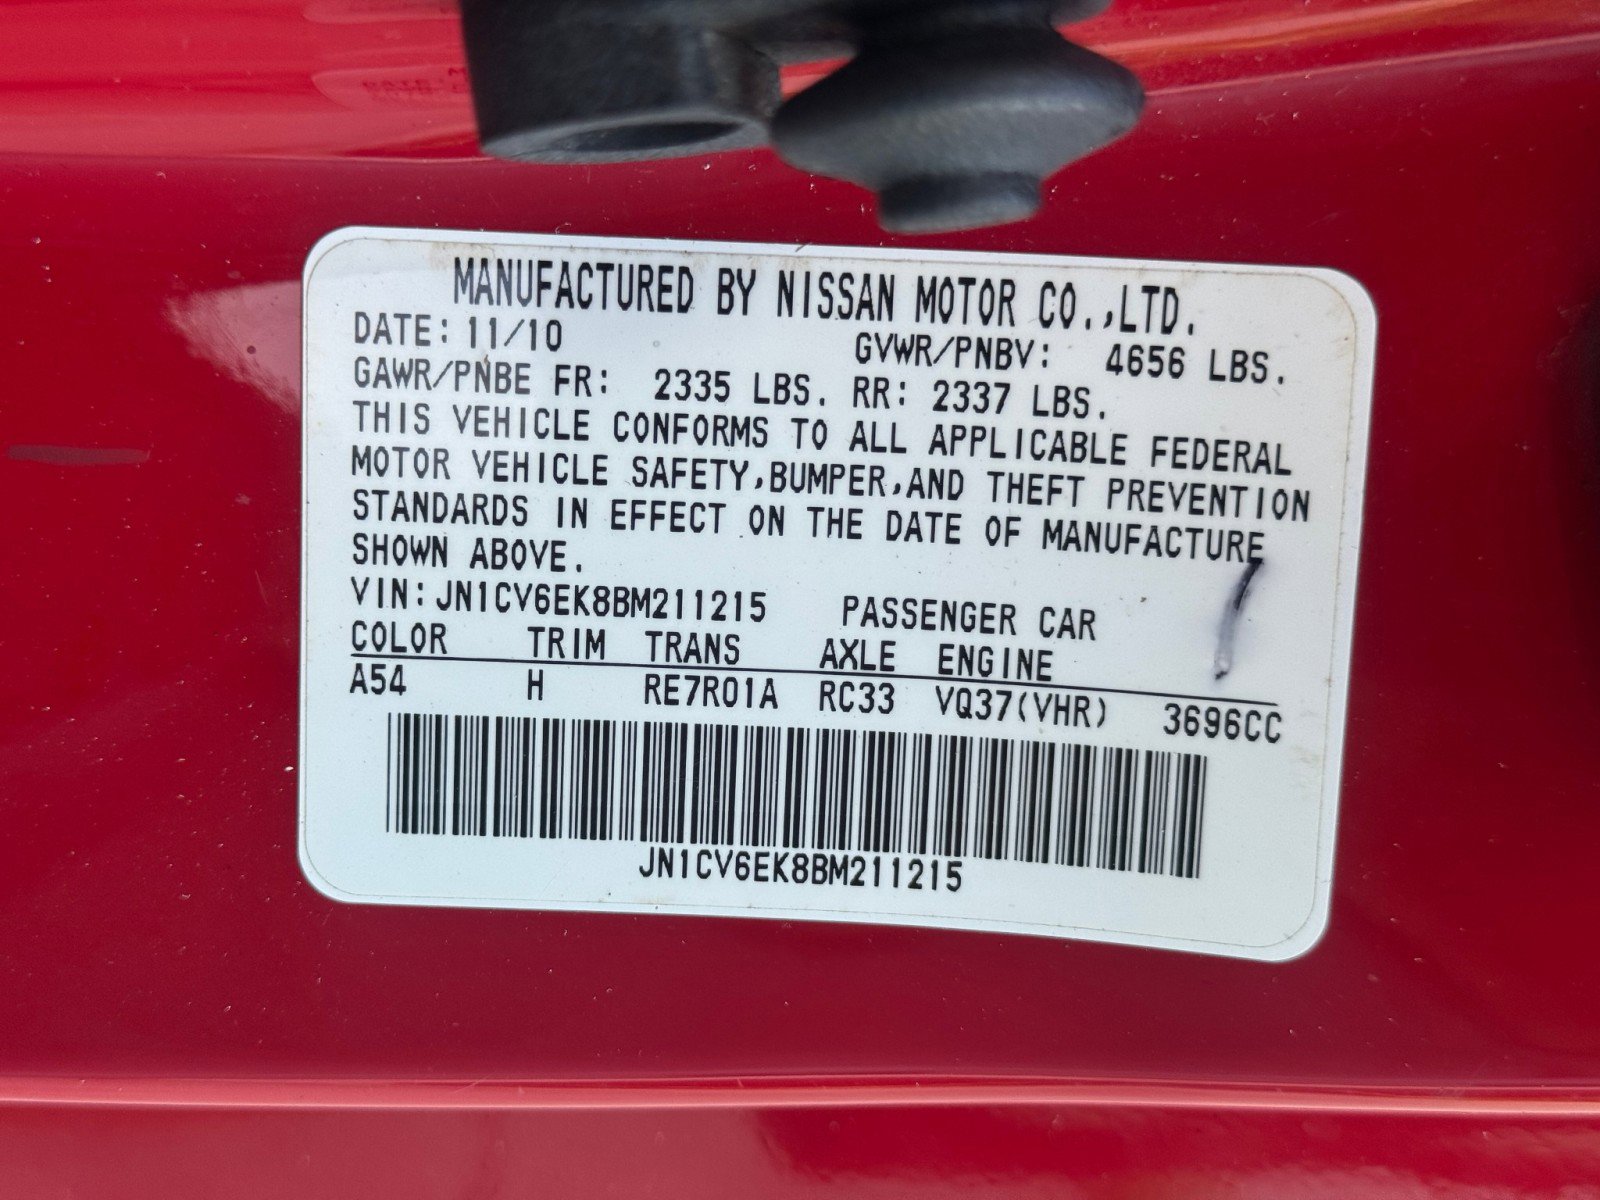 MANUFACTURED BY NISSAN MOTOR CO.,LTD.
DATE: 11/10 GVWR/PNBV: 4656 LBS.
GAWR/PNBE FR: 2335 LBS. RR: 2337 LBS.
THIS VEHICLE CONFORMS TO ALL APPLICABLE FEDERAL
MOTOR VEHICLE SAFETY,BUMPER,AND THEFT PREVENTION
STANDARDS IN EFFECT ON THE DATE OF MANUFACTURE
SHOWN ABOVE.
VIN:JN1CV6EK8BM211215 PASSENGER CAR
COLOR TRIM TRANS AXLE ENGINE
A54 H RE7R01A RC33 VQ37(VHR) 3696CC
JN1CV6EK8BM211215